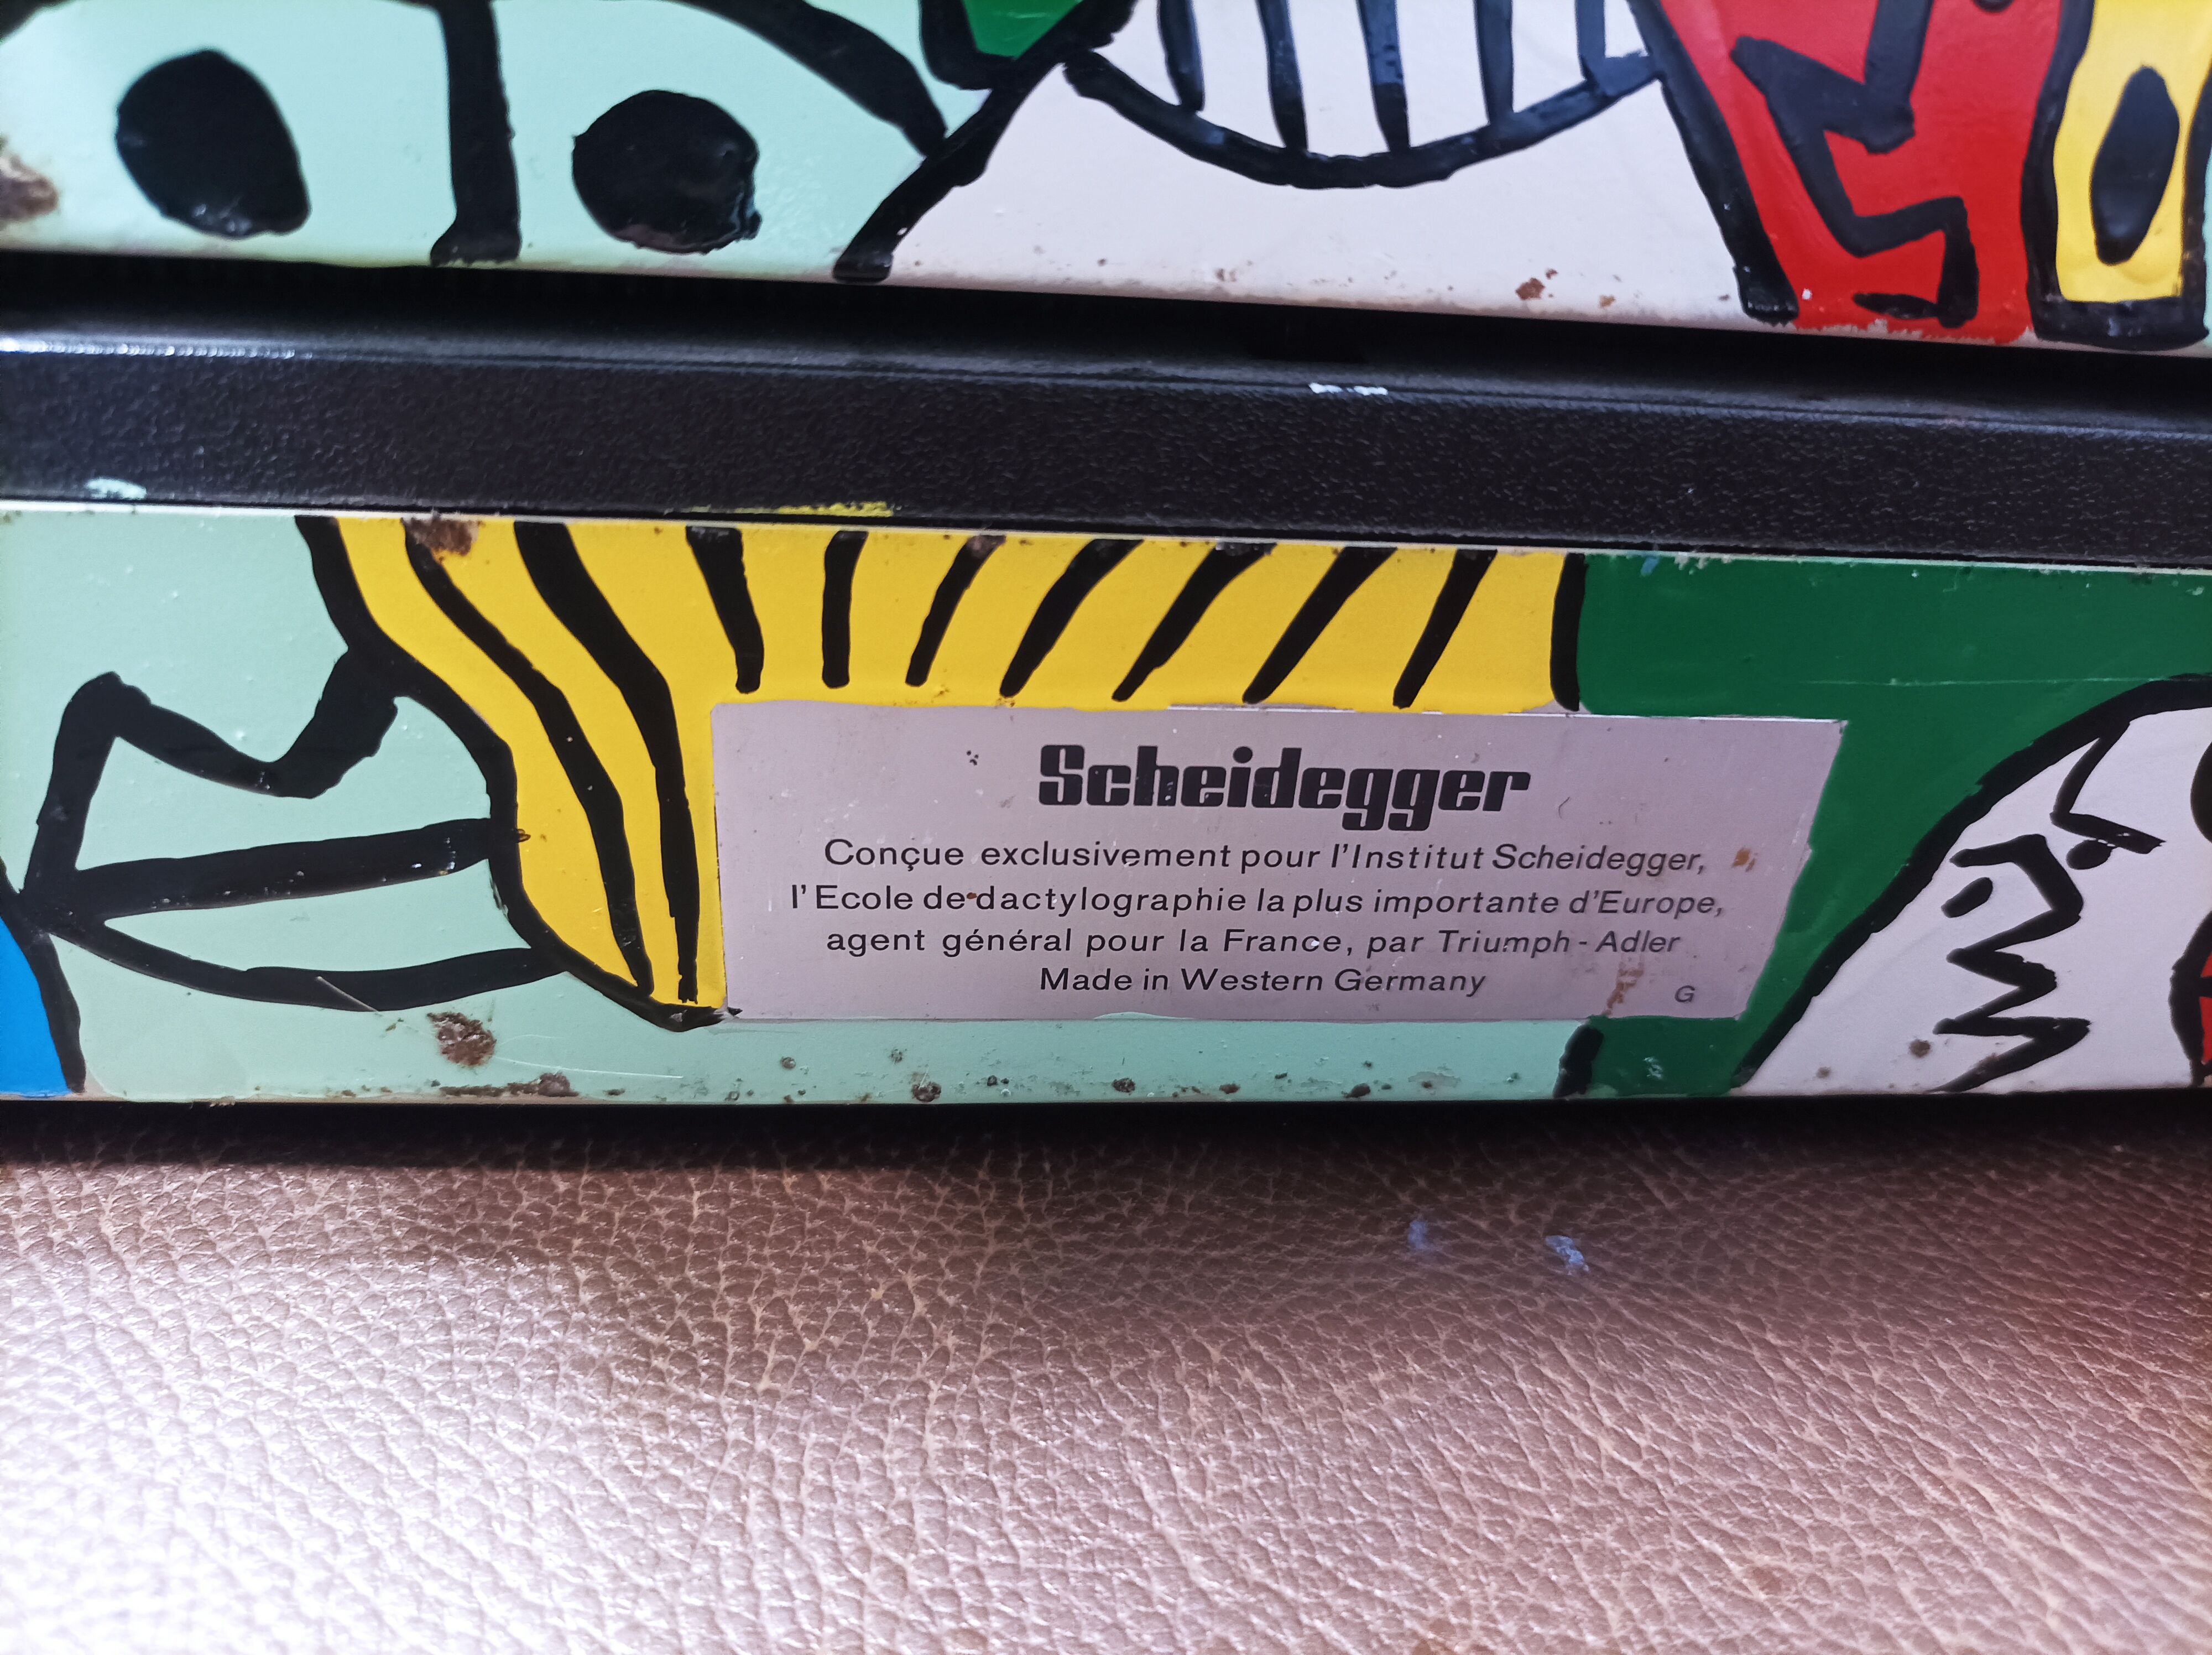 Scheidegger
Conçue exclusivement pour l'Institut Scheidegger,
l'Ecole de dactylographie la plus importante d'Europe,
agent général pour la France, par Triumph - Adler
Made in Western Germany
G